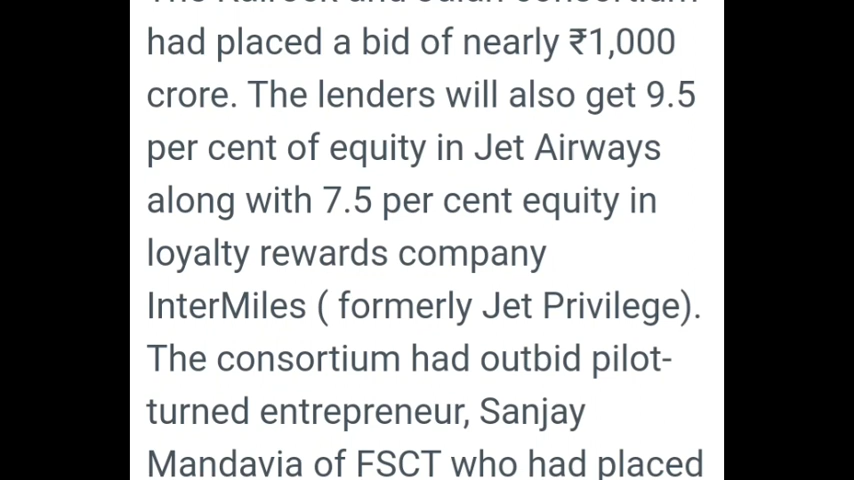 had placed a bid of nearly ₹1,000
crore. The lenders will also get 9.5
per cent of equity in Jet Airways
along with 7.5 per cent equity in
loyalty rewards company
InterMiles ( formerly Jet Privilege).
The consortium had outbid pilot-
turned entrepreneur, Sanjay
Mandavia of FSCT who had placed